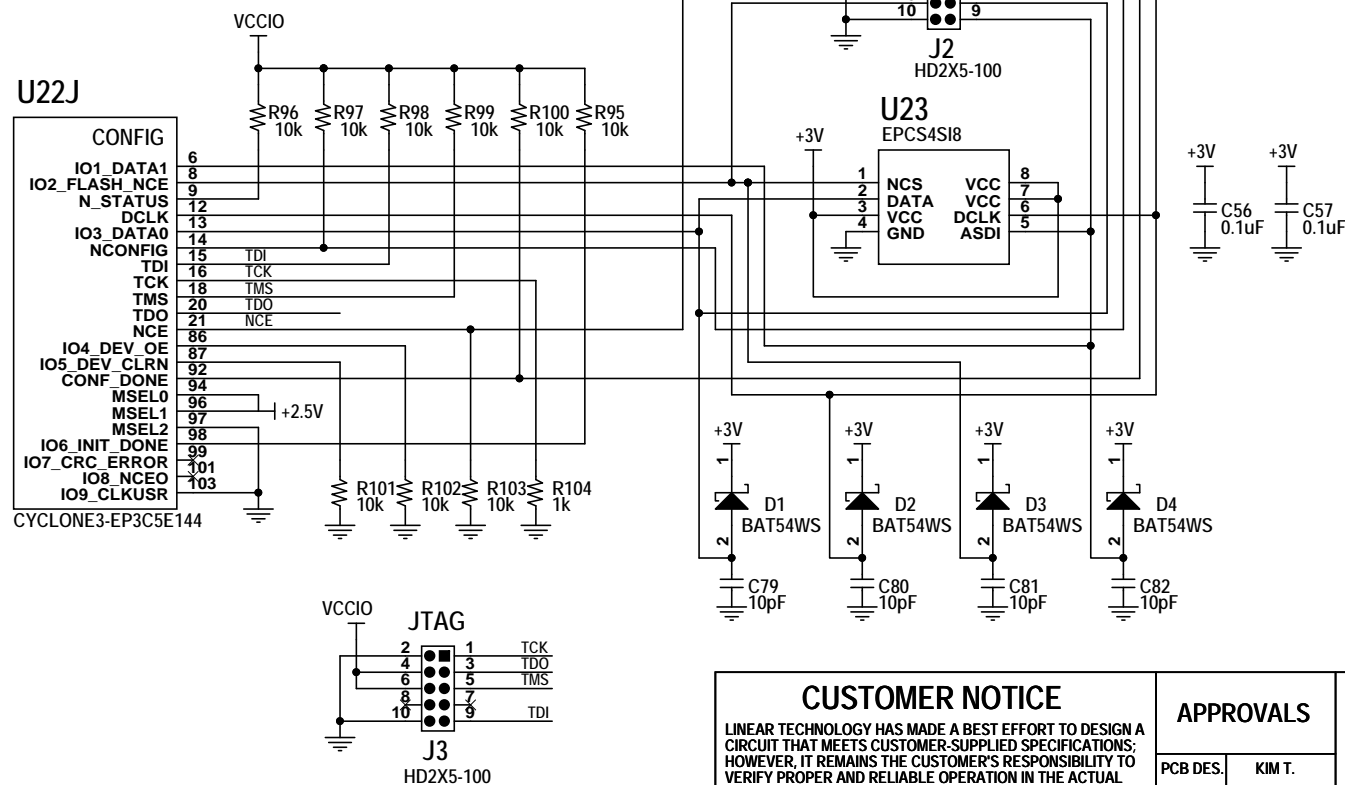 VCCIO
10 9
J2
HD2X5-100
U22J
CONFIG
R96 10k
R97 10k
R98 10k
R99 10k
R100 10k
R95 10k
IO1_DATA1 6
IO2_FLASH_NCE 8
N_STATUS 9
DCLK 12
IO3_DATA0 13
NCONFIG 14
TDI 15 TDI
TCK 16 TCK
TMS 18 TMS
TDO 20 TDO
NCE 21 NCE
IO4_DEV_OE 86
IO5_DEV_CLRN 87
CONF_DONE 92
MSEL0 94
MSEL1 96
MSEL2 97
IO6_INIT_DONE 98
IO7_CRC_ERROR 99
IO8_NCEO 101
IO9_CLKUSR 103
+2.5V
CYCLONE3-EP3C5E144
R101 10k
R102 10k
R103 10k
R104 1k
U23
EPCS4SI8
+3V
1 NCS VCC 8
2 DATA VCC 7
3 VCC DCLK 6
4 GND ASDI 5
+3V
C56
0.1uF
+3V
C57
0.1uF
+3V
1
D1
BAT54WS
2
C79
10pF
+3V
1
D2
BAT54WS
2
C80
10pF
+3V
1
D3
BAT54WS
2
C81
10pF
+3V
1
D4
BAT54WS
2
C82
10pF
VCCIO
JTAG
2 1 TCK
4 3 TDO
6 5 TMS
8 7
10 9 TDI
J3
HD2X5-100
CUSTOMER NOTICE
LINEAR TECHNOLOGY HAS MADE A BEST EFFORT TO DESIGN A
CIRCUIT THAT MEETS CUSTOMER-SUPPLIED SPECIFICATIONS;
HOWEVER, IT REMAINS THE CUSTOMER'S RESPONSIBILITY TO
VERIFY PROPER AND RELIABLE OPERATION IN THE ACTUAL
APPROVALS
PCB DES. KIM T.